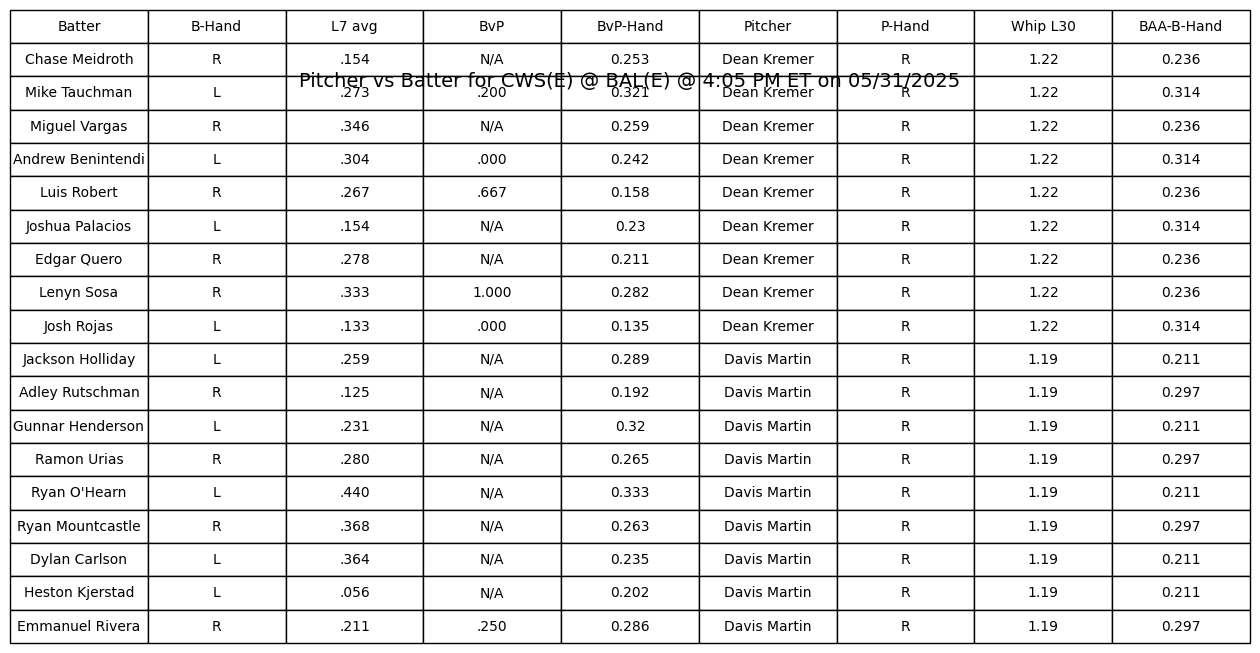 Batter B-Hand L7 avg BvP BvP-Hand Pitcher P-Hand Whip L30 BAA-B-Hand
Chase Meidroth R .154 N/A 0.253 Dean Kremer R 1.22 0.236
Pitcher vs Batter for CWS(E) @ BAL(E) @ 4:05 PM ET on 05/31/2025
Mike Tauchman L .273 .200 0.321 Dean Kremer R 1.22 0.314
Miguel Vargas R .346 N/A 0.259 Dean Kremer R 1.22 0.236
Andrew Benintendi L .304 .000 0.242 Dean Kremer R 1.22 0.314
Luis Robert R .267 .667 0.158 Dean Kremer R 1.22 0.236
Joshua Palacios L .154 N/A 0.23 Dean Kremer R 1.22 0.314
Edgar Quero R .278 N/A 0.211 Dean Kremer R 1.22 0.236
Lenyn Sosa R .333 1.000 0.282 Dean Kremer R 1.22 0.236
Josh Rojas L .133 .000 0.135 Dean Kremer R 1.22 0.314
Jackson Holliday L .259 N/A 0.289 Davis Martin R 1.19 0.211
Adley Rutschman R .125 N/A 0.192 Davis Martin R 1.19 0.297
Gunnar Henderson L .231 N/A 0.32 Davis Martin R 1.19 0.211
Ramon Urias R .280 N/A 0.265 Davis Martin R 1.19 0.297
Ryan O'Hearn L .440 N/A 0.333 Davis Martin R 1.19 0.211
Ryan Mountcastle R .368 N/A 0.263 Davis Martin R 1.19 0.297
Dylan Carlson L .364 N/A 0.235 Davis Martin R 1.19 0.211
Heston Kjerstad L .056 N/A 0.202 Davis Martin R 1.19 0.211
Emmanuel Rivera R .211 .250 0.286 Davis Martin R 1.19 0.297